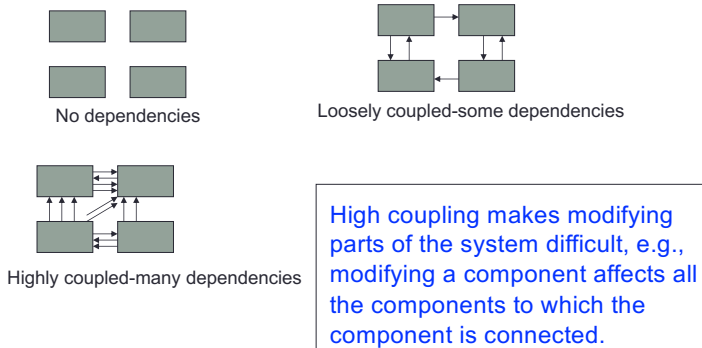 No dependencies
Loosely coupled-some dependencies
Highly coupled-many dependencies
High coupling makes modifying
parts of the system difficult, e.g.,
modifying a component affects all
the components to which the
component is connected.